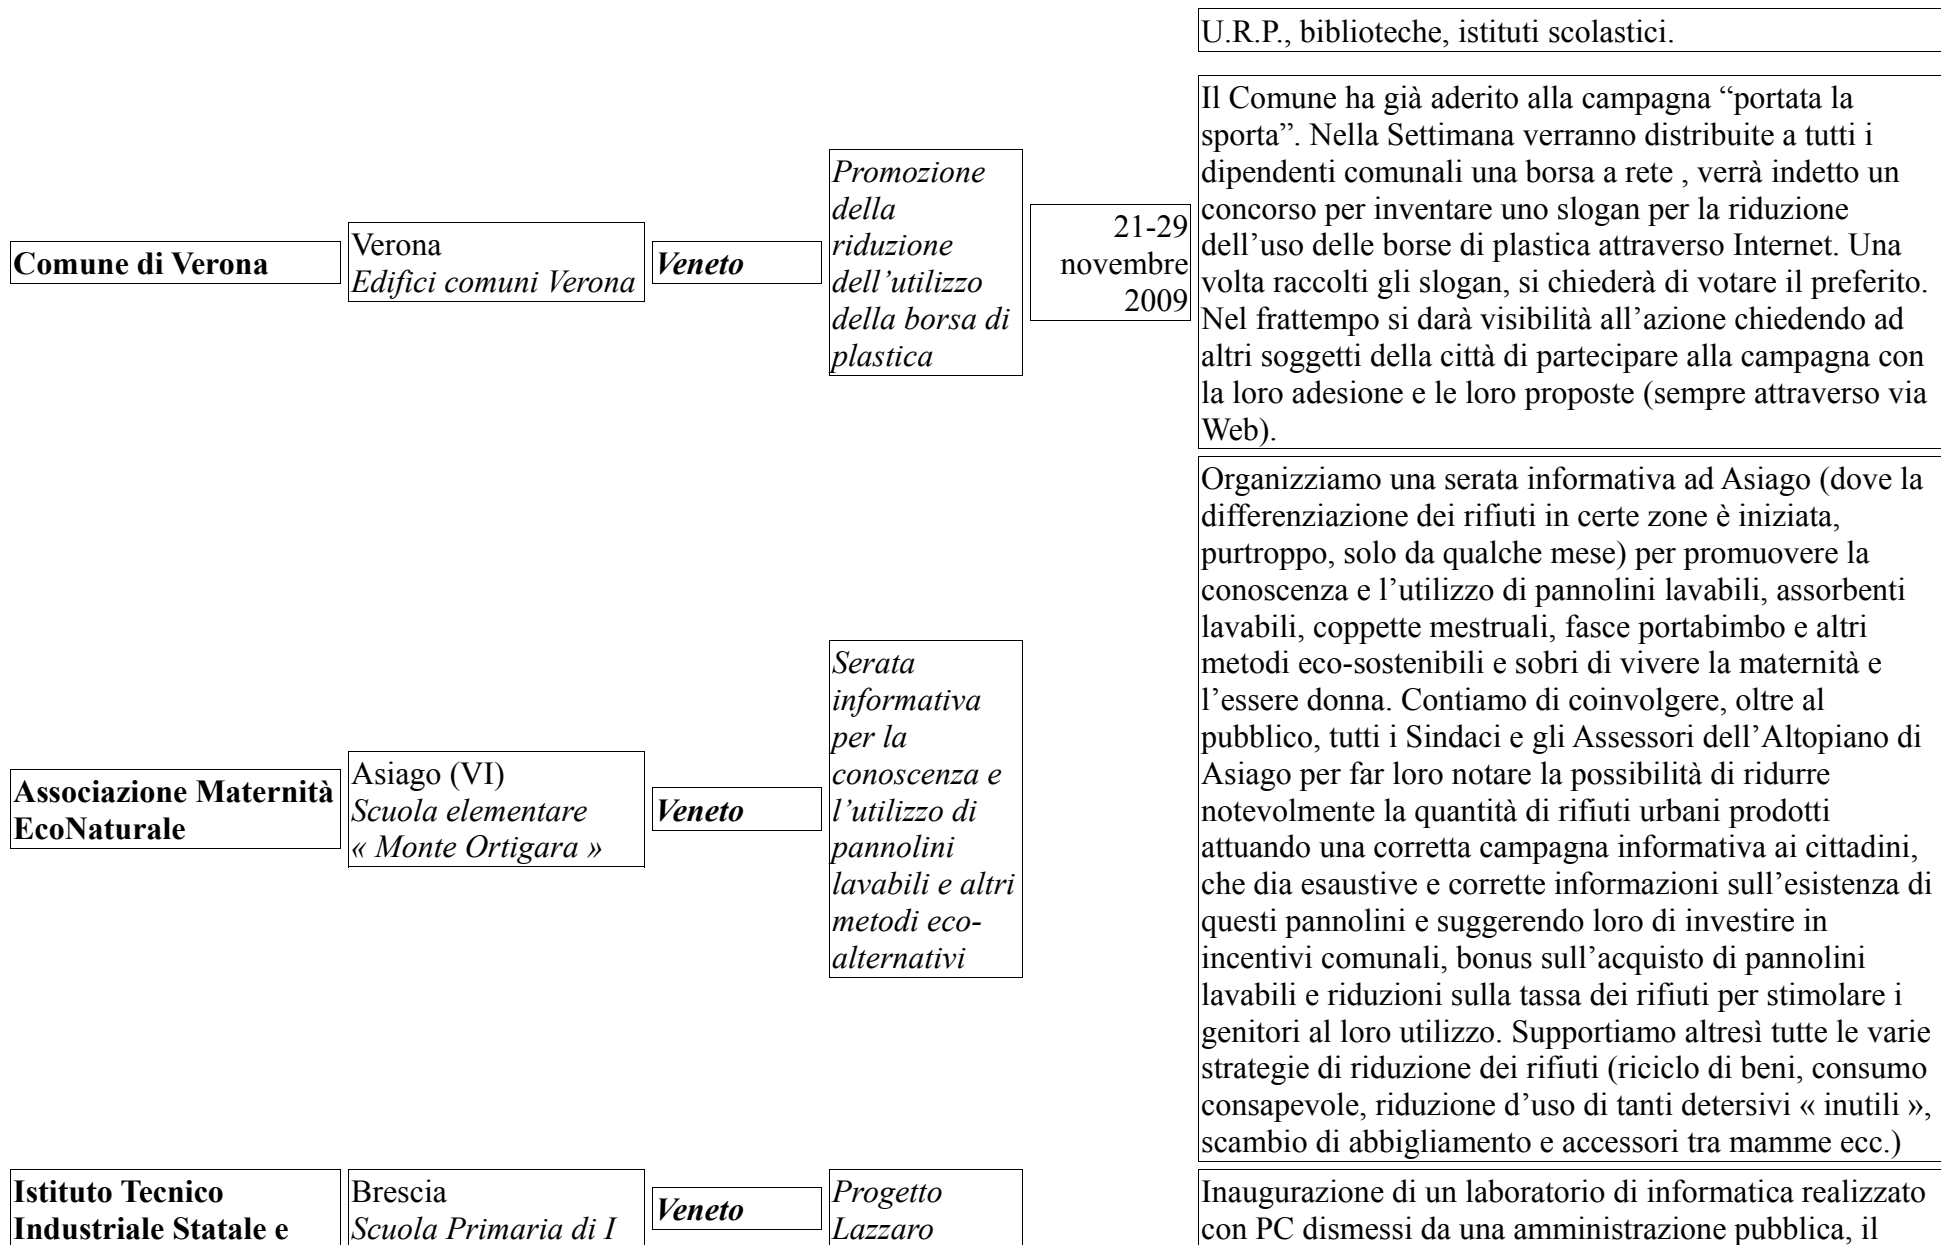 U.R.P., biblioteche, istituti scolastici.
Comune di Verona
Verona
Edifici comuni Verona
Veneto
Promozione
della
riduzione
dell’utilizzo
della borsa di
plastica
21-29
novembre
2009
Il Comune ha già aderito alla campagna “portata la
sporta”. Nella Settimana verranno distribuite a tutti i
dipendenti comunali una borsa a rete , verrà indetto un
concorso per inventare uno slogan per la riduzione
dell’uso delle borse di plastica attraverso Internet. Una
volta raccolti gli slogan, si chiederà di votare il preferito.
Nel frattempo si darà visibilità all’azione chiedendo ad
altri soggetti della città di partecipare alla campagna con
la loro adesione e le loro proposte (sempre attraverso via
Web).
Associazione Maternità
EcoNaturale
Asiago (VI)
Scuola elementare
« Monte Ortigara »
Veneto
Serata
informativa
per la
conoscenza e
l’utilizzo di
pannolini
lavabili e altri
metodi eco-
alternativi
Organizziamo una serata informativa ad Asiago (dove la
differenziazione dei rifiuti in certe zone è iniziata,
purtroppo, solo da qualche mese) per promuovere la
conoscenza e l’utilizzo di pannolini lavabili, assorbenti
lavabili, coppette mestruali, fasce portabimbo e altri
metodi eco-sostenibili e sobri di vivere la maternità e
l’essere donna. Contiamo di coinvolgere, oltre al
pubblico, tutti i Sindaci e gli Assessori dell’Altopiano di
Asiago per far loro notare la possibilità di ridurre
notevolmente la quantità di rifiuti urbani prodotti
attuando una corretta campagna informativa ai cittadini,
che dia esaustive e corrette informazioni sull’esistenza di
questi pannolini e suggerendo loro di investire in
incentivi comunali, bonus sull’acquisto di pannolini
lavabili e riduzioni sulla tassa dei rifiuti per stimolare i
genitori al loro utilizzo. Supportiamo altresì tutte le varie
strategie di riduzione dei rifiuti (riciclo di beni, consumo
consapevole, riduzione d’uso di tanti detersivi « inutili »,
scambio di abbigliamento e accessori tra mamme ecc.)
Istituto Tecnico
Industriale Statale e
Brescia
Scuola Primaria di I
Veneto
Progetto
Lazzaro
Inaugurazione di un laboratorio di informatica realizzato
con PC dismessi da una amministrazione pubblica, il